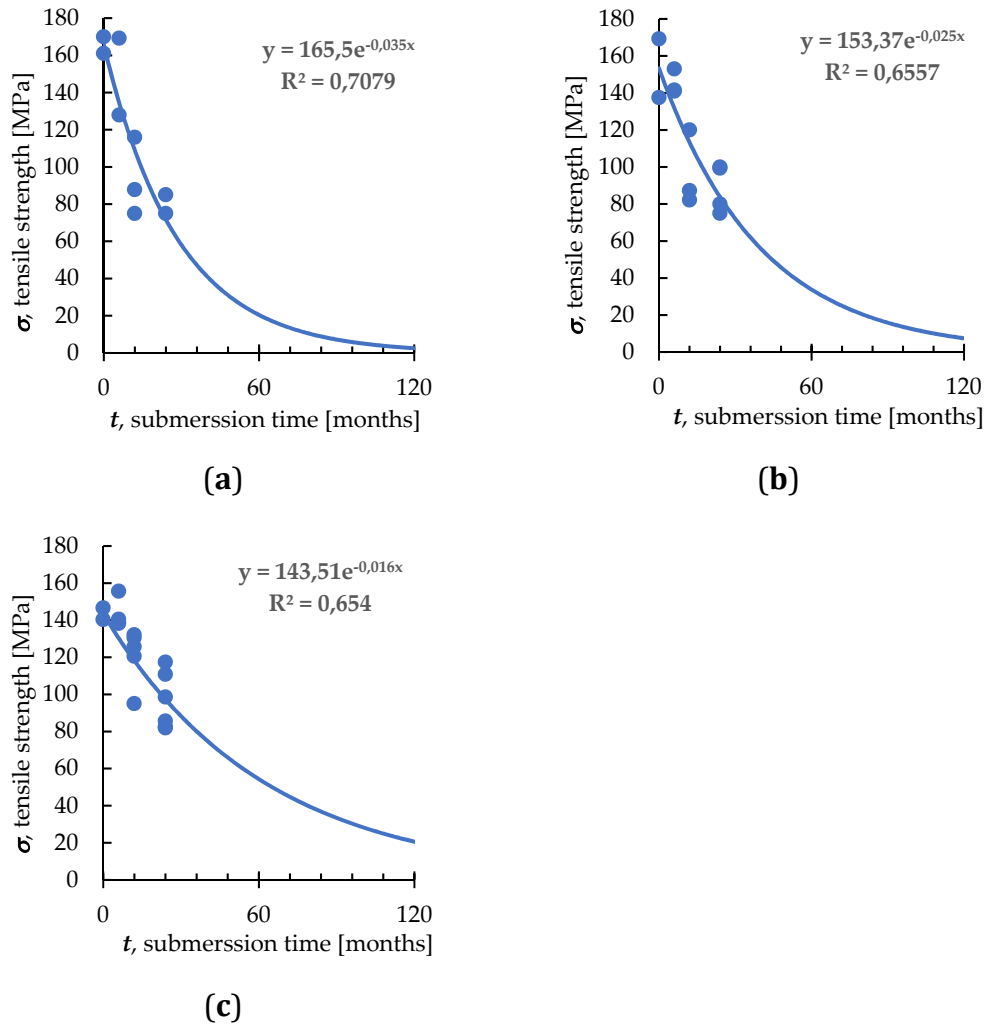 180
160
140
120
100
80
60
40
20
0
σ, tensile strength [MPa]
y = 165,5e-0,035x
R² = 0,7079
0 60 120
t, submerssion time [months]
(a)
180
160
140
120
100
80
60
40
20
0
σ, tensile strength [MPa]
y = 153,37e-0,025x
R² = 0,6557
0 60 120
t, submerssion time [months]
(b)
180
160
140
120
100
80
60
40
20
0
σ, tensile strength [MPa]
y = 143,51e-0,016x
R² = 0,654
0 60 120
t, submerssion time [months]
(c)